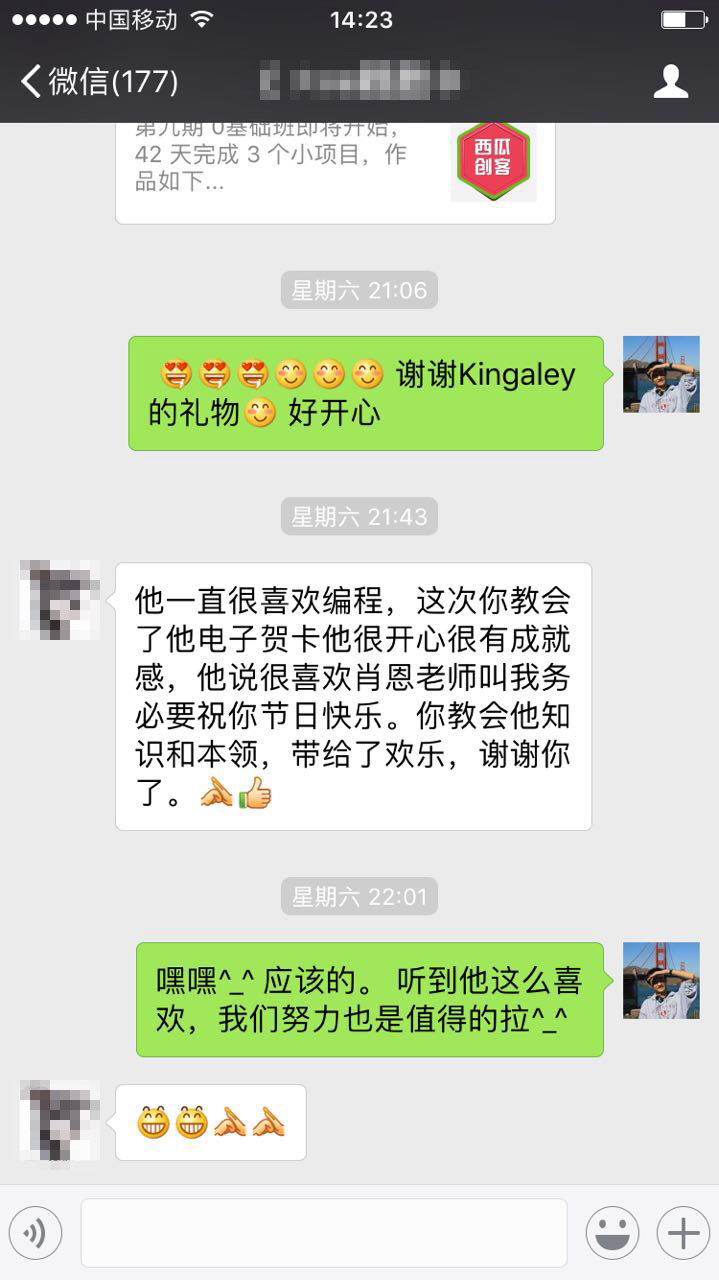 中国移动
14:23
微信(177)
第九期 0基础班即将开始，
42 天完成 3 个小项目，作
品如下...
西瓜
创客
星期六 21:06
😍😍😍😊😊😊 谢谢Kingaley
的礼物😊 好开心
星期六 21:43
他一直很喜欢编程，这次你教会
了他电子贺卡他很开心很有成就
感，他说很喜欢肖恩老师叫我务
必要祝你节日快乐。你教会他知
识和本领，带给了欢乐，谢谢你
了。
星期六 22:01
嘿嘿^_^ 应该的。 听到他这么喜
欢，我们努力也是值得的拉^_^